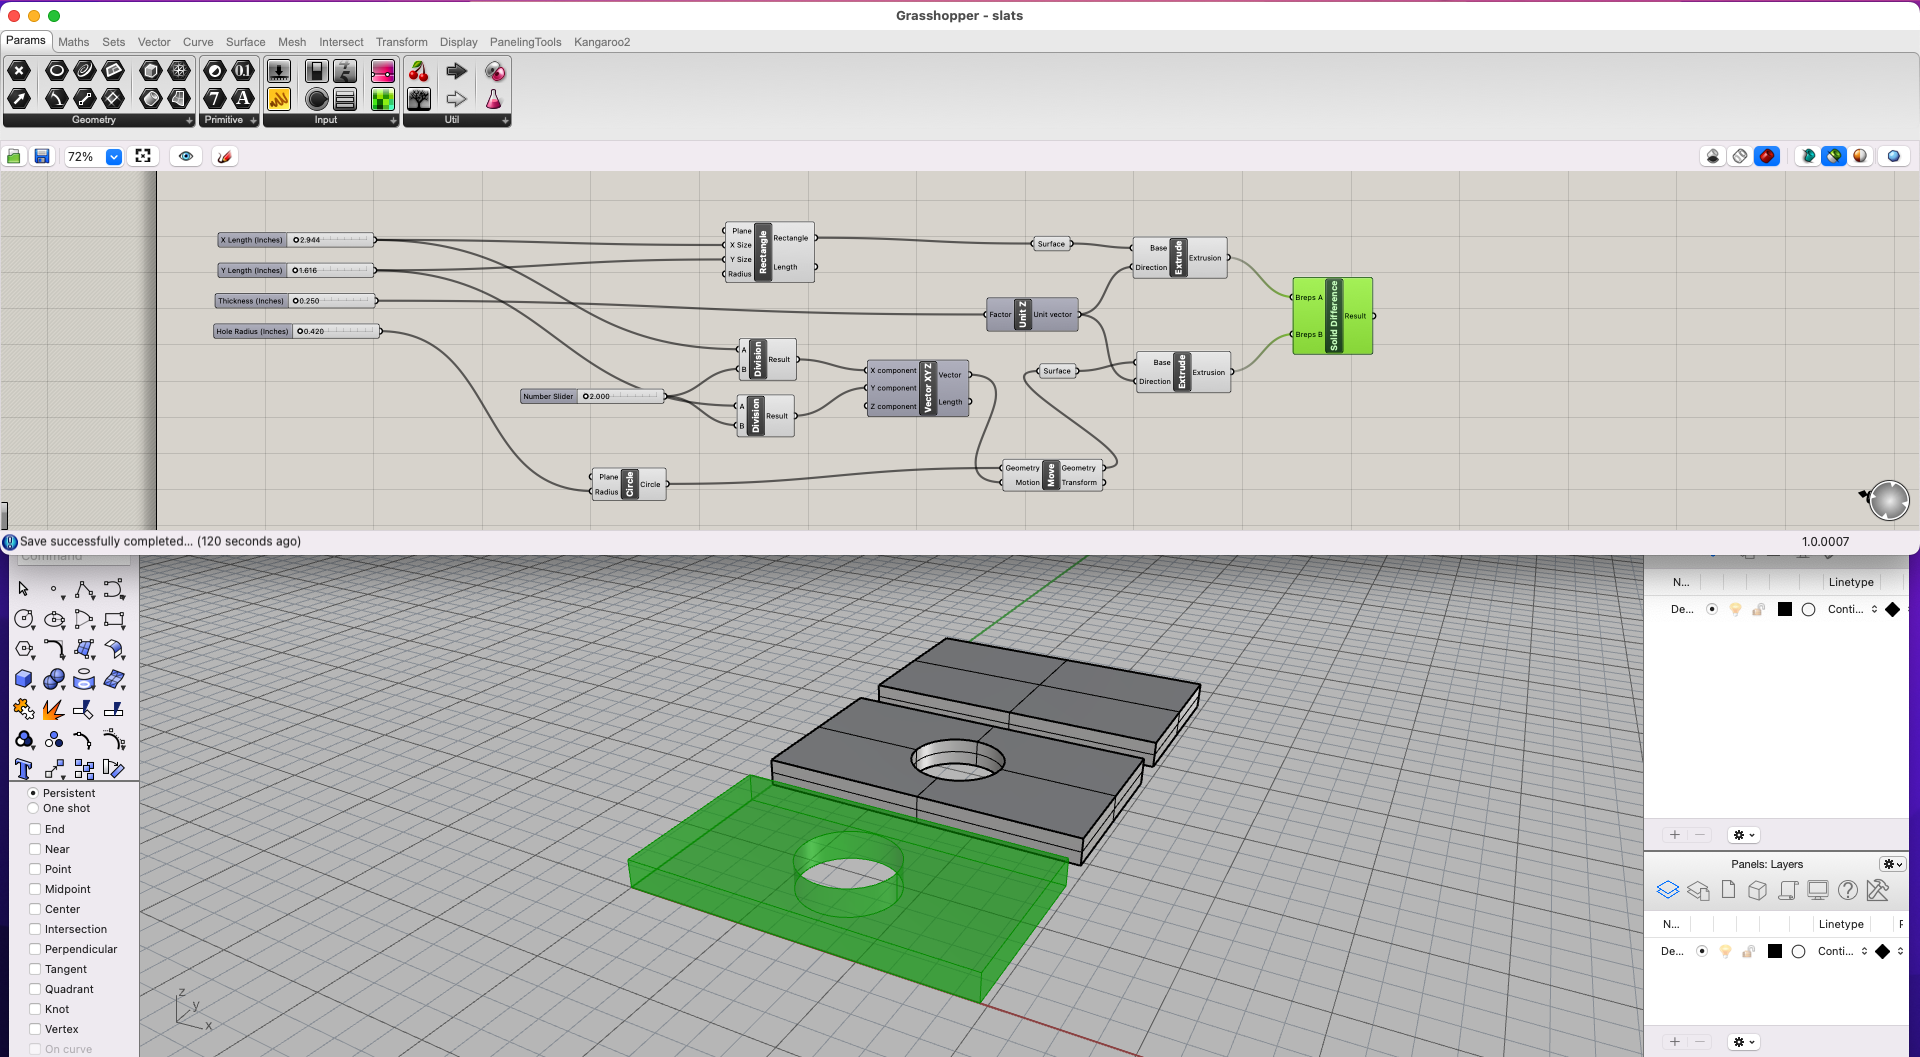 Grasshopper - slats
Params Maths Sets Vector Curve Surface Mesh Intersect Transform Display PanelingTools Kangaroo2
Geometry Primitive Input Util
72%
X Length (Inches) 2.944
Y Length (Inches) 1.616
Thickness (Inches) 0.250
Hole Radius (Inches) 0.420
Plane
X Size
Y Size
Radius
Rectangle
Rectangle
Length
Surface
Base
Direction
Extrude
Extrusion
Factor
Unit Z
Unit vector
Breps A
Breps B
Solid Difference
Result
A
B
Division
Result
Number Slider 2.000
A
B
Division
Result
X component
Y component
Z component
Vector XYZ
Vector
Length
Surface
Base
Direction
Extrude
Extrusion
Plane
Radius
Circle
Circle
Geometry
Motion
Move
Geometry
Transform
Save successfully completed... (120 seconds ago)
1.0.0007
Command
Persistent
One shot
End
Near
Point
Midpoint
Center
Intersection
Perpendicular
Tangent
Quadrant
Knot
Vertex
On curve
z
y
x
N... Linetype
De... Conti...
Panels: Layers
N... Linetype
De... Conti...